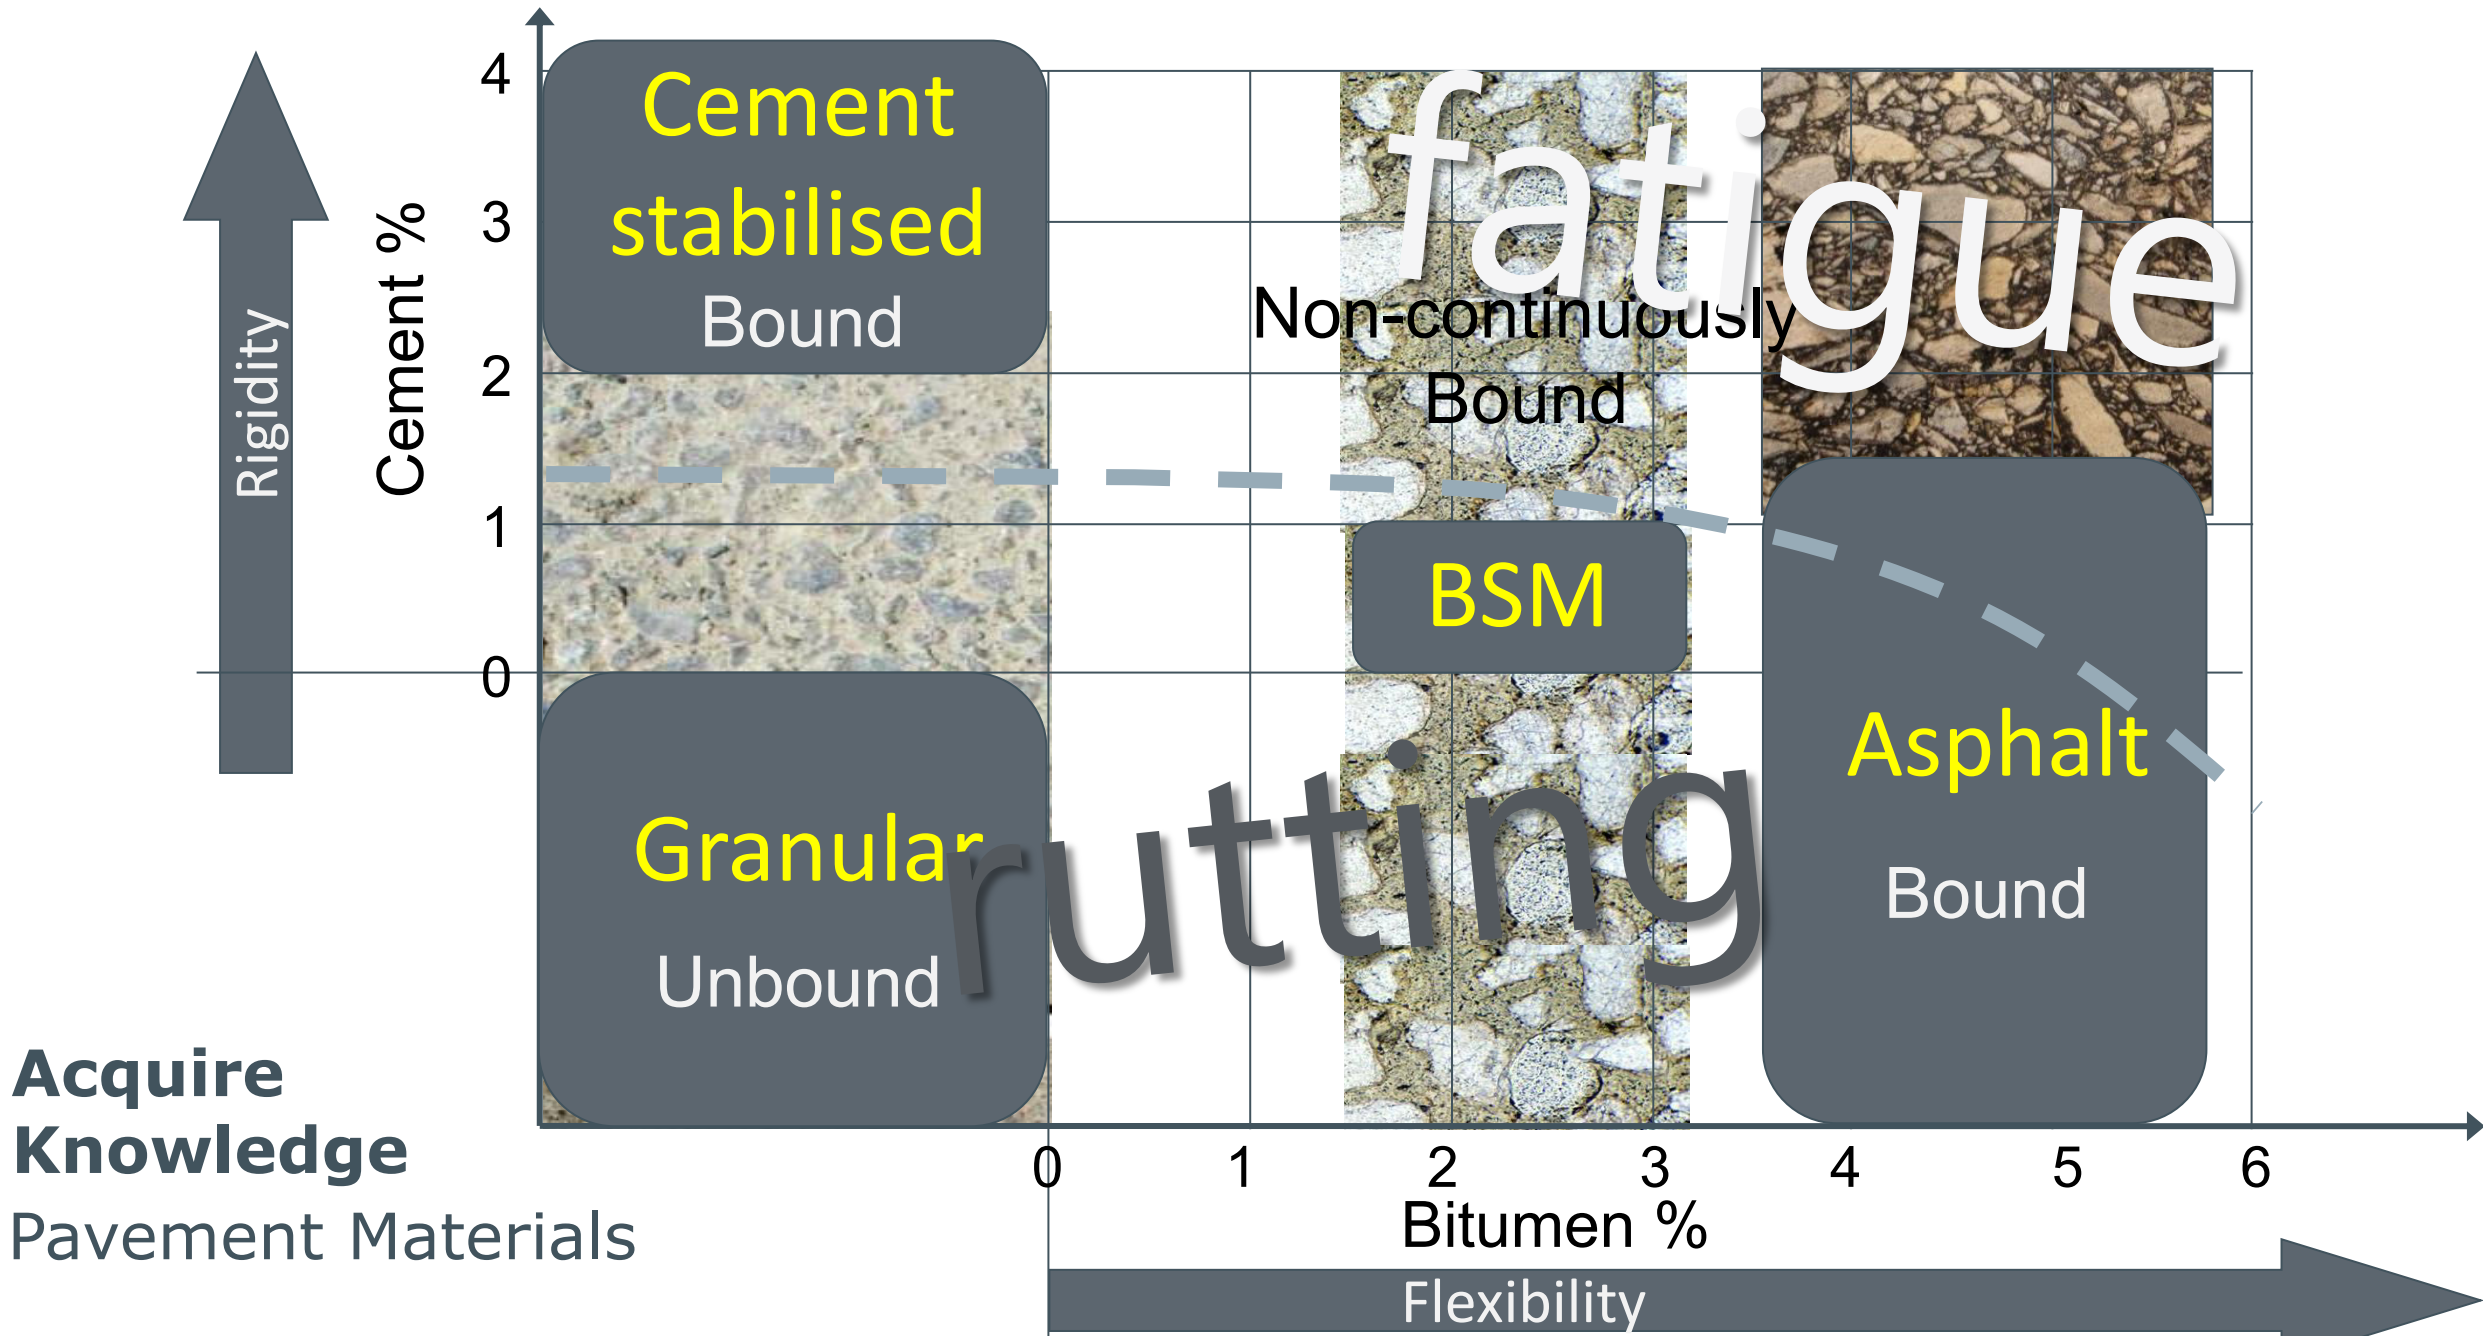 4
3
2
1
0
Rigidity
Cement %
Cement
stabilised
Bound
fatigue
Non-continuously
Bound
BSM
Asphalt
Bound
Granular
Unbound
rutting
Acquire
Knowledge
Pavement Materials
0 1 2 3 4 5 6
Bitumen %
Flexibility